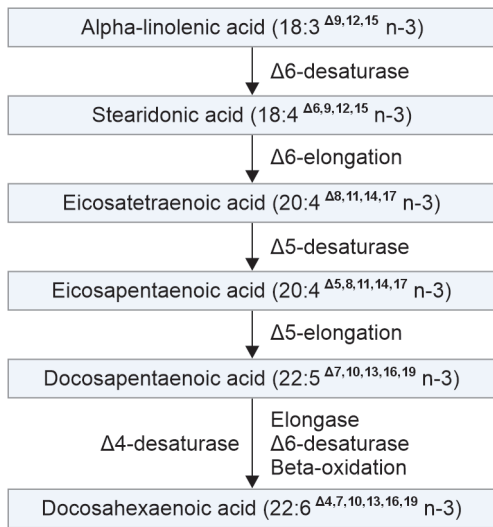 Alpha-linolenic acid (18:3 Δ9,12,15 n-3)
Δ6-desaturase
Stearidonic acid (18:4 Δ6,9,12,15 n-3)
Δ6-elongation
Eicosatetraenoic acid (20:4 Δ8,11,14,17 n-3)
Δ5-desaturase
Eicosapentaenoic acid (20:4 Δ5,8,11,14,17 n-3)
Δ5-elongation
Docosapentaenoic acid (22:5 Δ7,10,13,16,19 n-3)
Δ4-desaturase
Elongase
Δ6-desaturase
Beta-oxidation
Docosahexaenoic acid (22:6 Δ4,7,10,13,16,19 n-3)